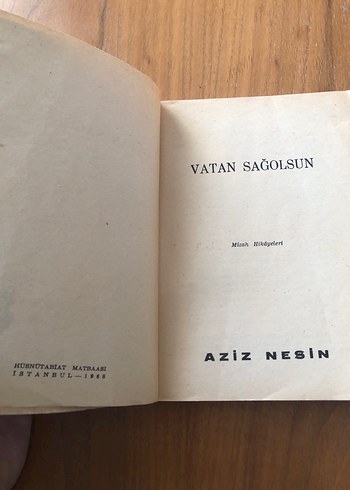 HÜSNÜTABİAT MATBAASI
İSTANBUL — 1968
VATAN SAĞOLSUN
Mizah Hikâyeleri
AZİZ NESİN